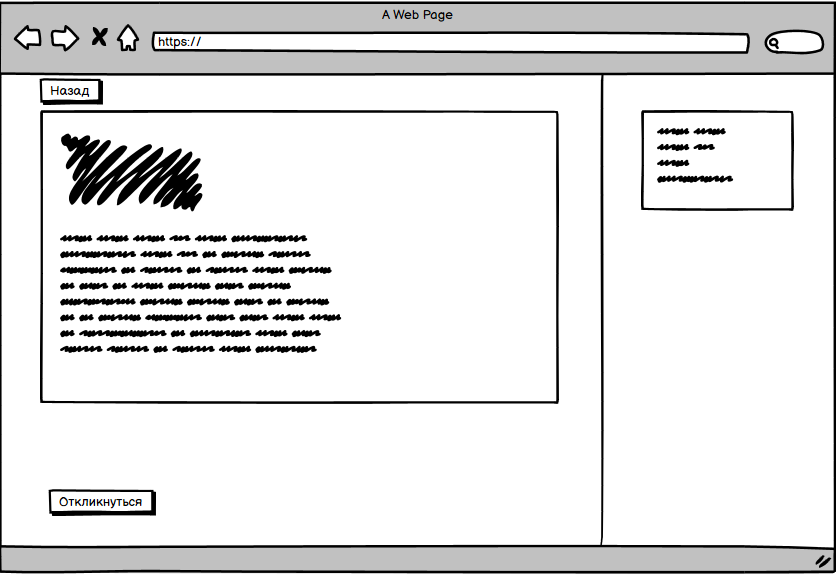 A Web Page
https://
Назад
Откликнуться